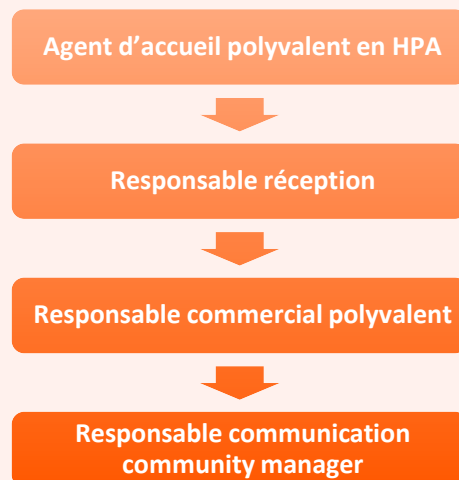 Agent d’accueil polyvalent en HPA
Responsable réception
Responsable commercial polyvalent
Responsable communication
community manager